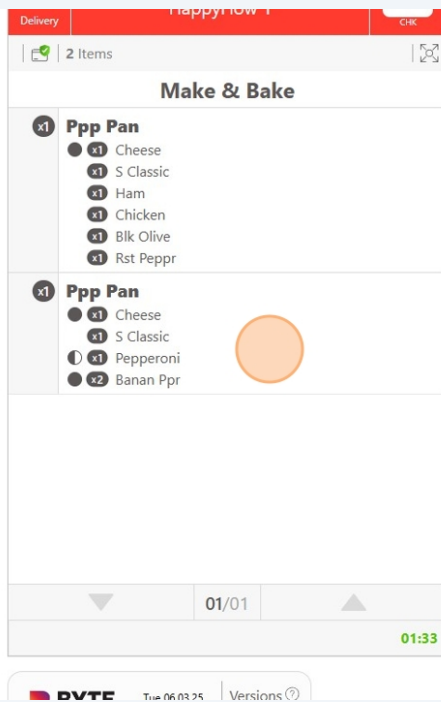 Delivery
HappyFlow 1
CHK
2 Items
Make & Bake
x1 Ppp Pan
x1 Cheese
x1 S Classic
x1 Ham
x1 Chicken
x1 Blk Olive
x1 Rst Peppr
x1 Ppp Pan
x1 Cheese
x1 S Classic
x1 Pepperoni
x2 Banan Ppr
01/01
01:33
Tue 06.03.25
Versions ?